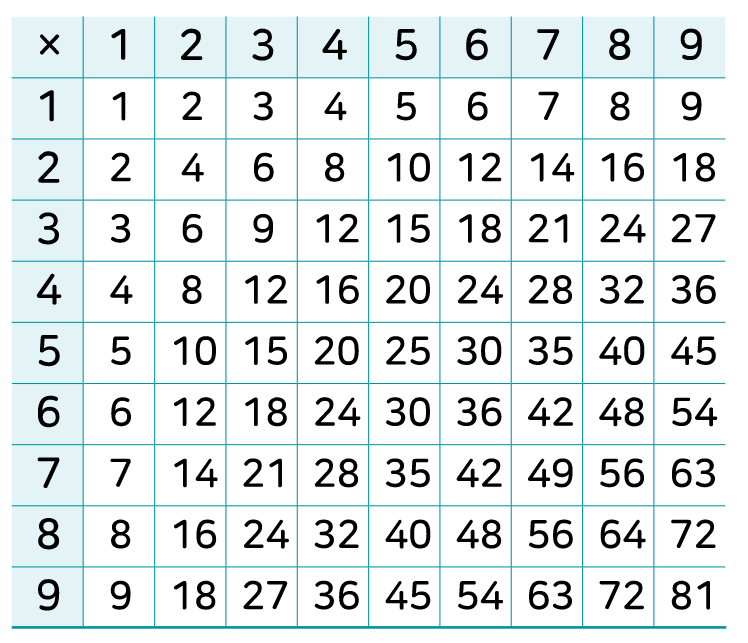 × 1 2 3 4 5 6 7 8 9
1 1 2 3 4 5 6 7 8 9
2 2 4 6 8 10 12 14 16 18
3 3 6 9 12 15 18 21 24 27
4 4 8 12 16 20 24 28 32 36
5 5 10 15 20 25 30 35 40 45
6 6 12 18 24 30 36 42 48 54
7 7 14 21 28 35 42 49 56 63
8 8 16 24 32 40 48 56 64 72
9 9 18 27 36 45 54 63 72 81